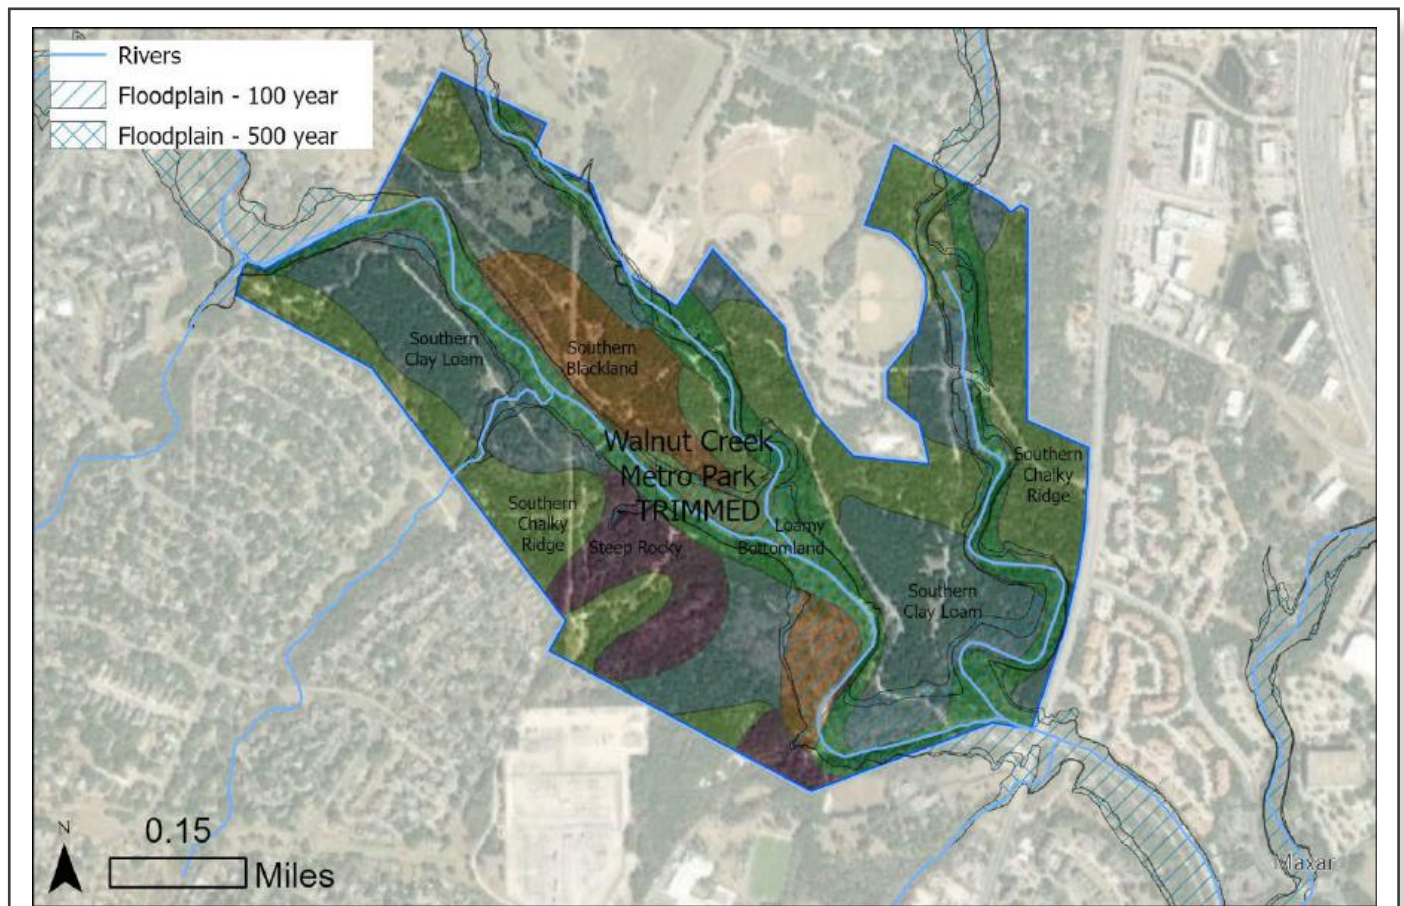 Rivers
Floodplain - 100 year
Floodplain - 500 year
Southern
Clay Loam
Southern
Blackland
Walnut Creek
Metro Park
TRIMMED
Southern
Chalky
Ridge
Southern
Chalky
Ridge
Steep Rocky
Loamy
Bottomland
Southern
Clay Loam
N
0.15
Miles
Maxar